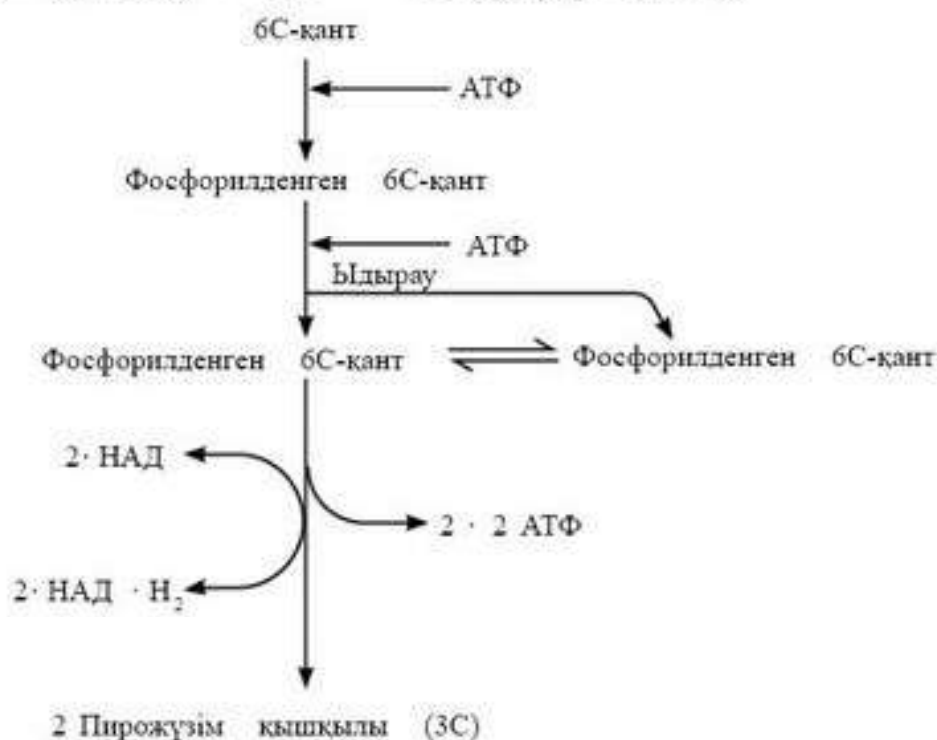 6С-қант
АТФ
Фосфорилденген 6С-қант
АТФ
Ыдырау
Фосфорилденген 6С-қант
Фосфорилденген 6С-қант
2· НАД
2 · 2 АТФ
2· НАД · Н₂
2 Пирожүзім қышқылы (3С)